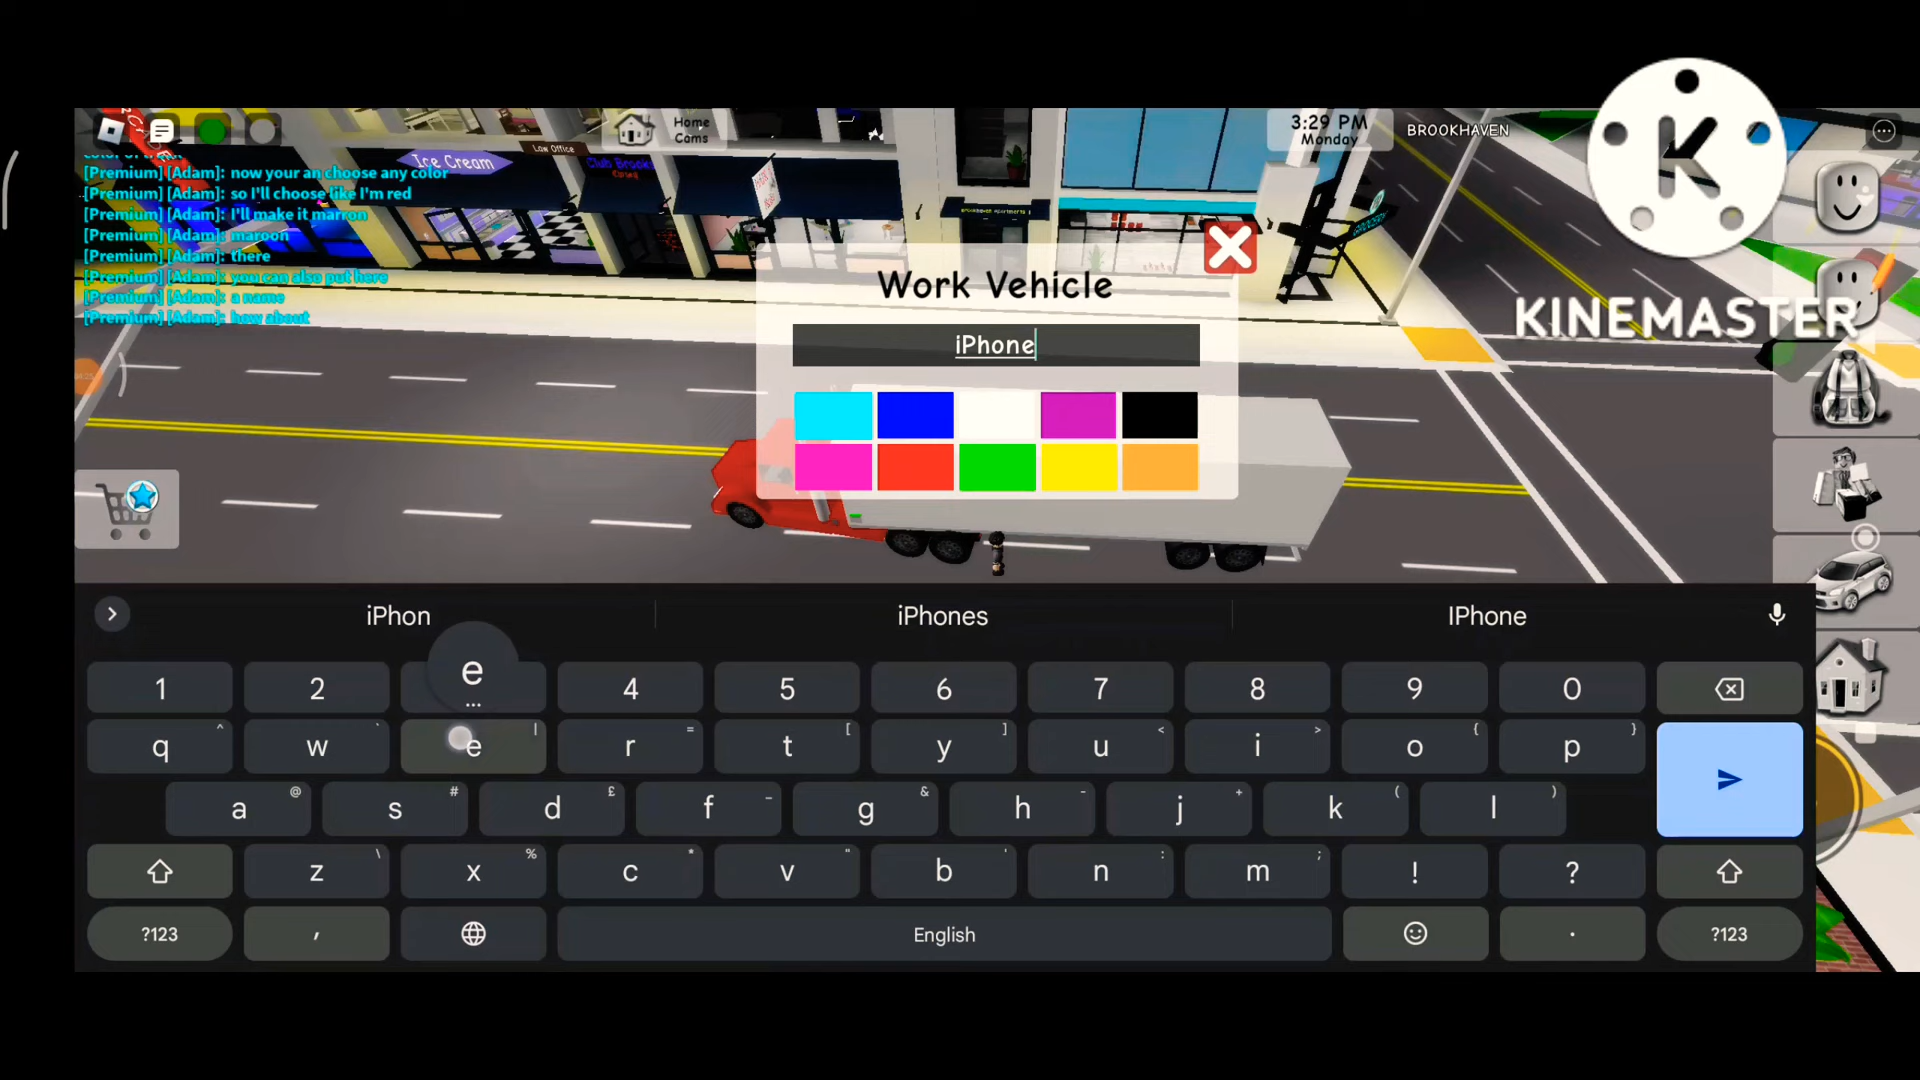 Home
Cams
3:29 PM
Monday
BROOKHAVEN
KINEMASTER
Ice Cream
Law Office
Club Brooks
[Premium] [Adam]: now your an choose any color
[Premium] [Adam]: so I'll choose like I'm red
[Premium] [Adam]: I'll make it marron
[Premium] [Adam]: maroon
[Premium] [Adam]: there
[Premium] [Adam]: you can also put here
[Premium] [Adam]: a name
[Premium] [Adam]: how about
Work Vehicle
iPhone
iPhon
iPhones
IPhone
e
...
1 2 4 5 6 7 8 9 0
q ^ w ` e | r = t [ y ] u < i > o { p }
a @ s # d £ f _ g & h - j + k ( l )
z \ x % c * v " b ' n : m ; ! ?
?123 , English . ?123